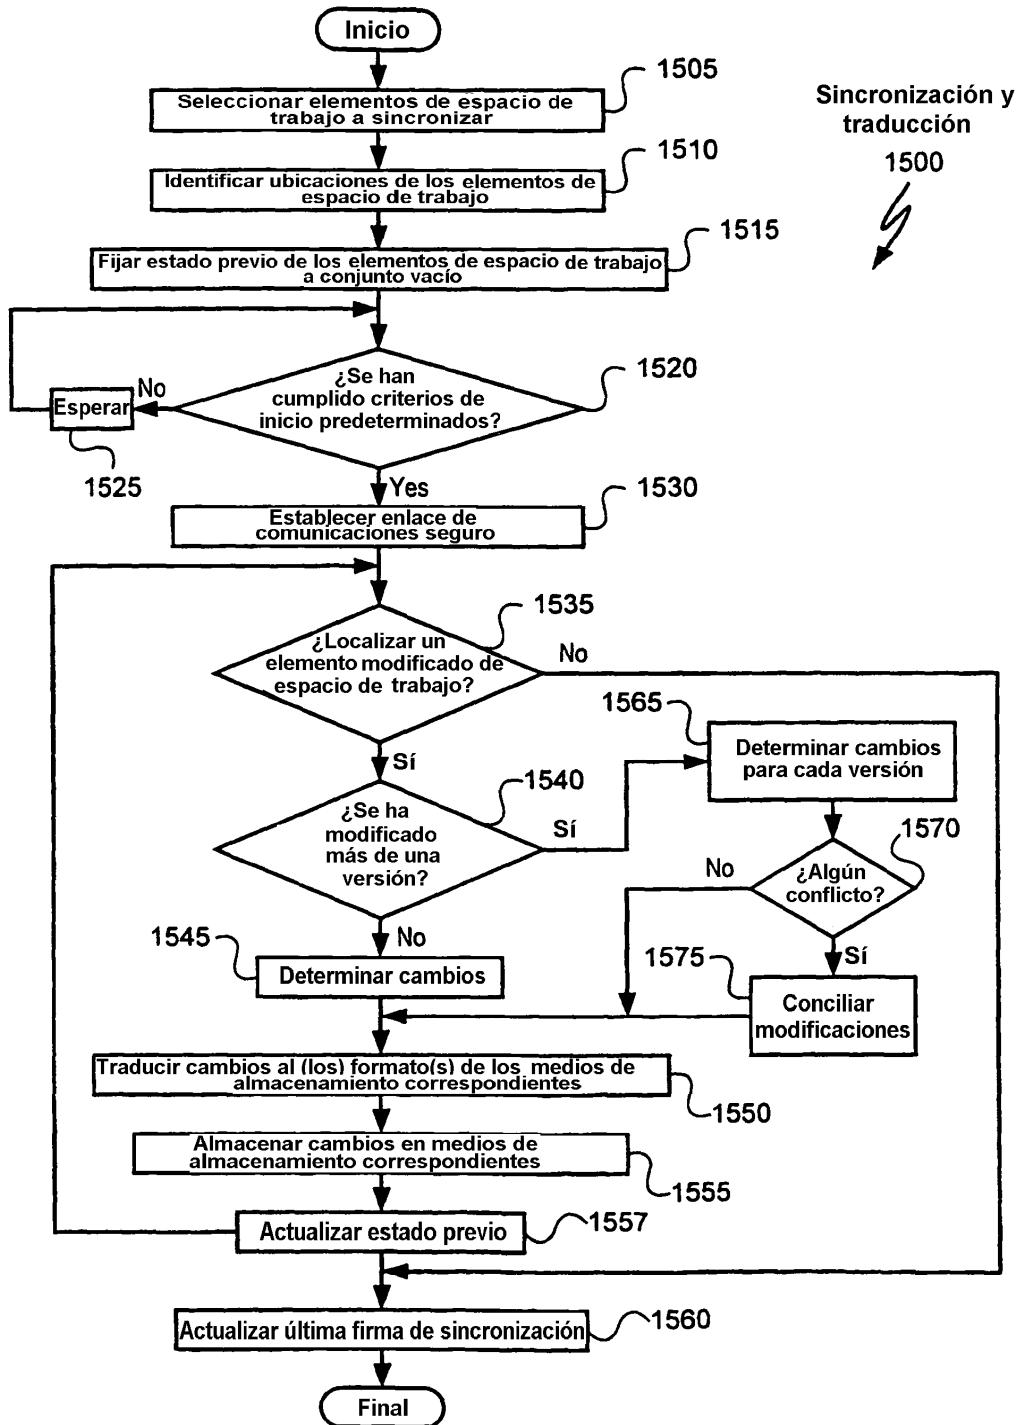 Inicio
1505
Seleccionar elementos de espacio de
trabajo a sincronizar
Sincronización y
traducción
1500
1510
Identificar ubicaciones de los elementos de
espacio de trabajo
1515
Fijar estado previo de los elementos de espacio de trabajo
a conjunto vacío
1520
¿Se han
cumplido criterios de
inicio predeterminados?
No
Esperar
1525
Yes
1530
Establecer enlace de
comunicaciones seguro
1535
¿Localizar un
elemento modificado de
espacio de trabajo?
No
Sí
1565
Determinar cambios
para cada versión
1540
¿Se ha
modificado
más de una
versión?
Sí
1570
¿Algún
conflicto?
No
Sí
No
1545
Determinar cambios
1575
Conciliar
modificaciones
Traducir cambios al (los) formato(s) de los medios de
almacenamiento correspondientes
1550
Almacenar cambios en medios de
almacenamiento correspondientes
1555
Actualizar estado previo
1557
Actualizar última firma de sincronización
1560
Final